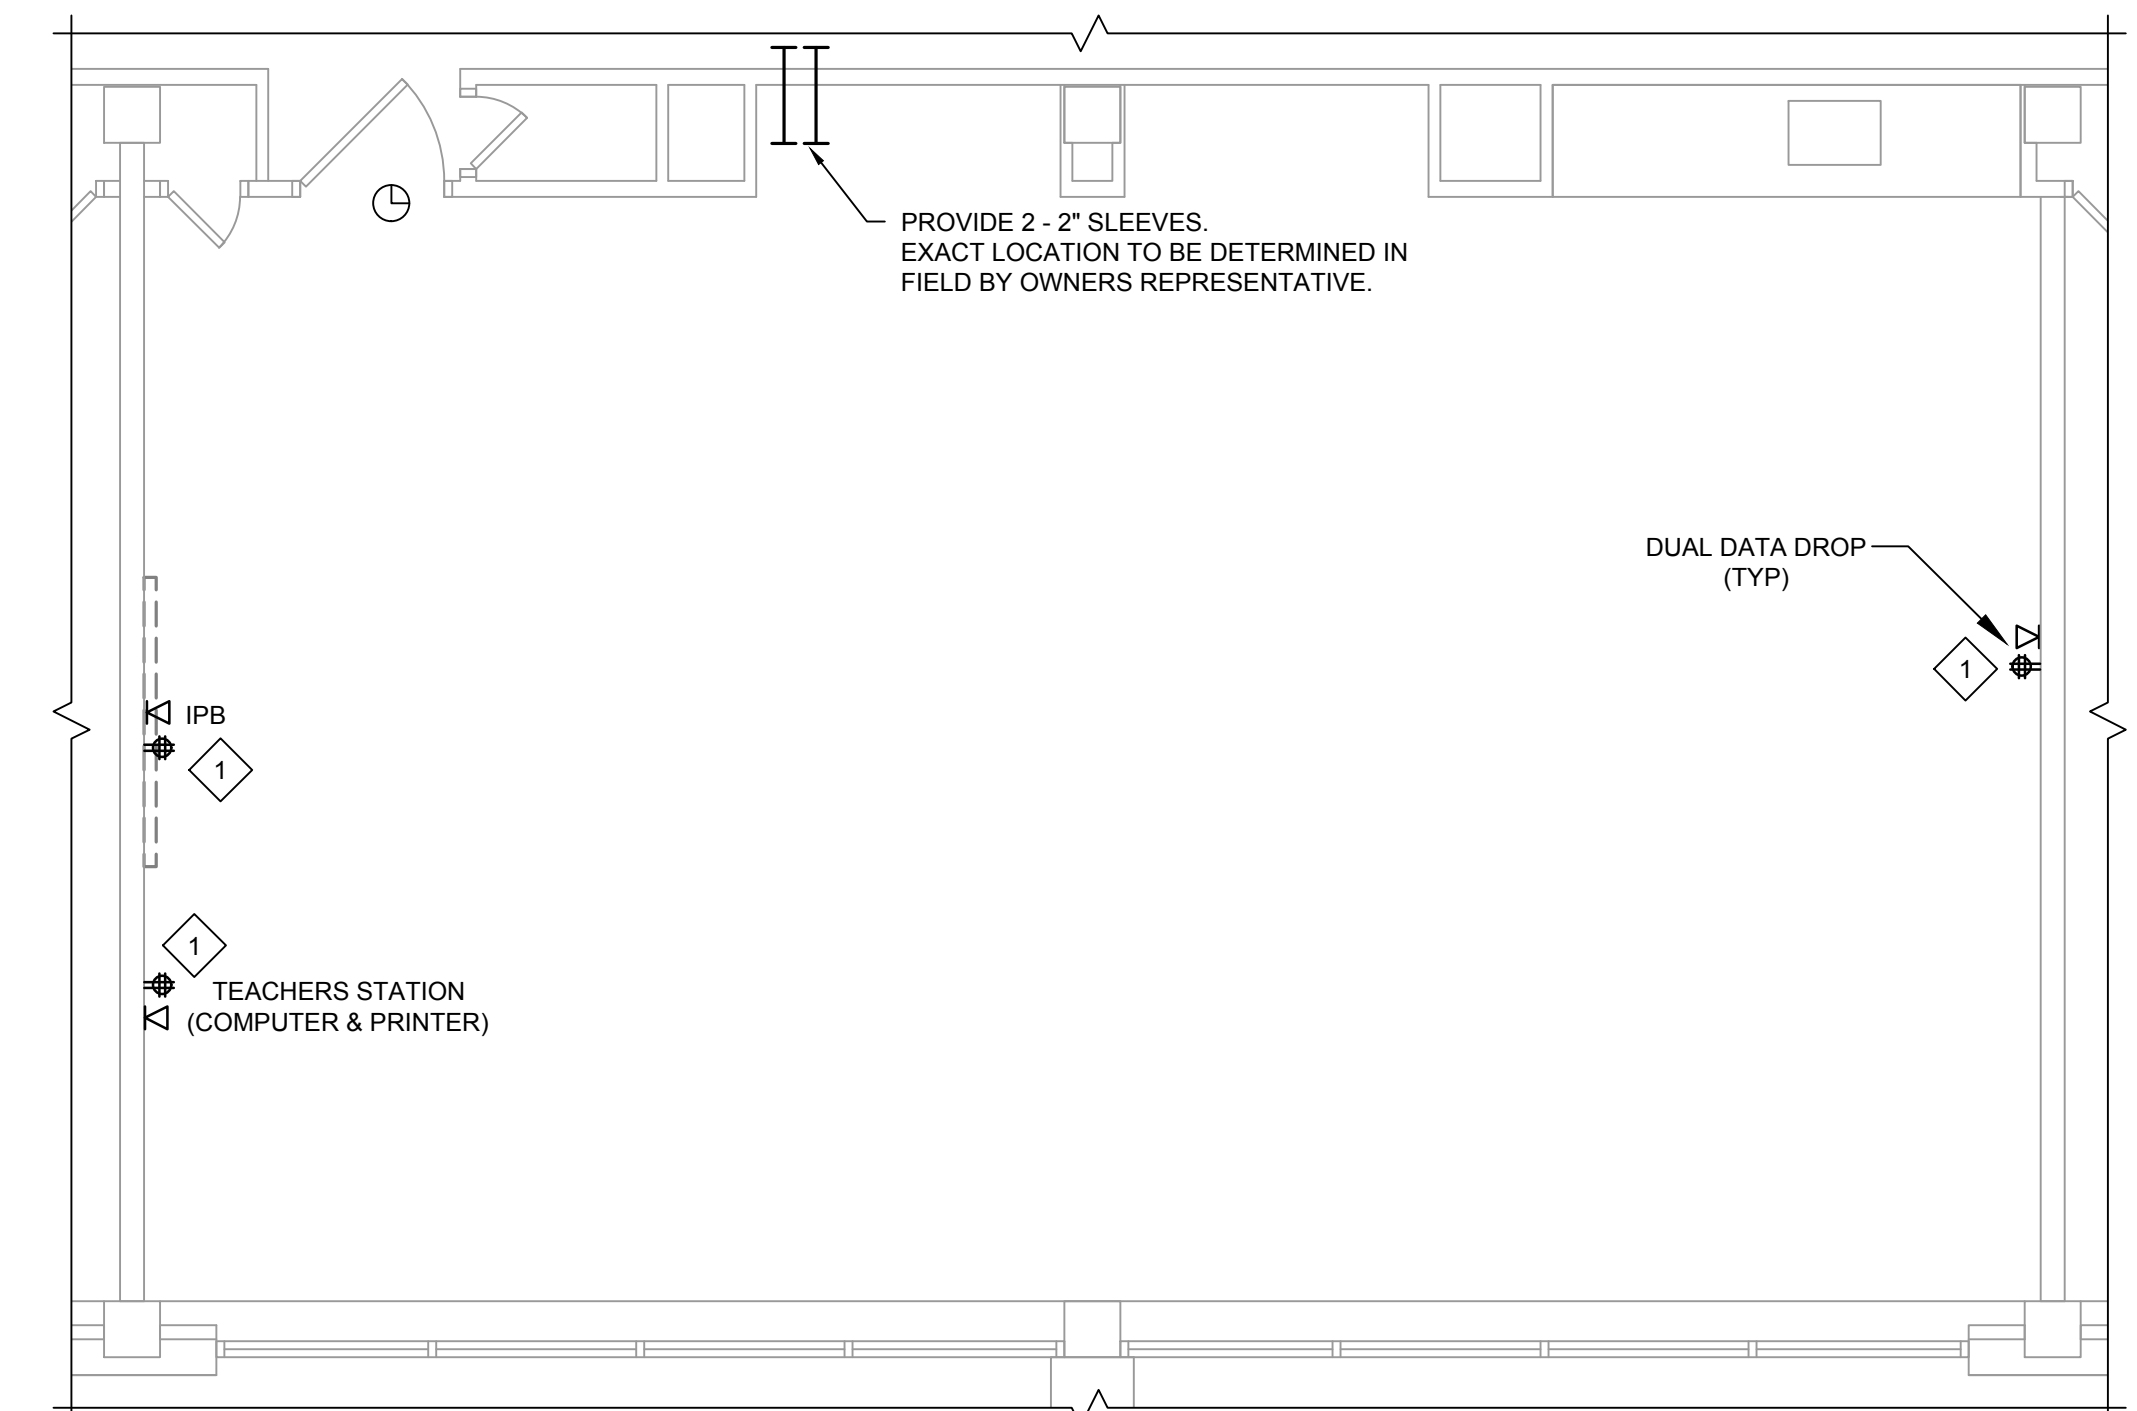 PROVIDE 2 - 2" SLEEVES.
EXACT LOCATION TO BE DETERMINED IN
FIELD BY OWNERS REPRESENTATIVE.
DUAL DATA DROP
(TYP)
1
IPB
1
1
TEACHERS STATION
(COMPUTER & PRINTER)